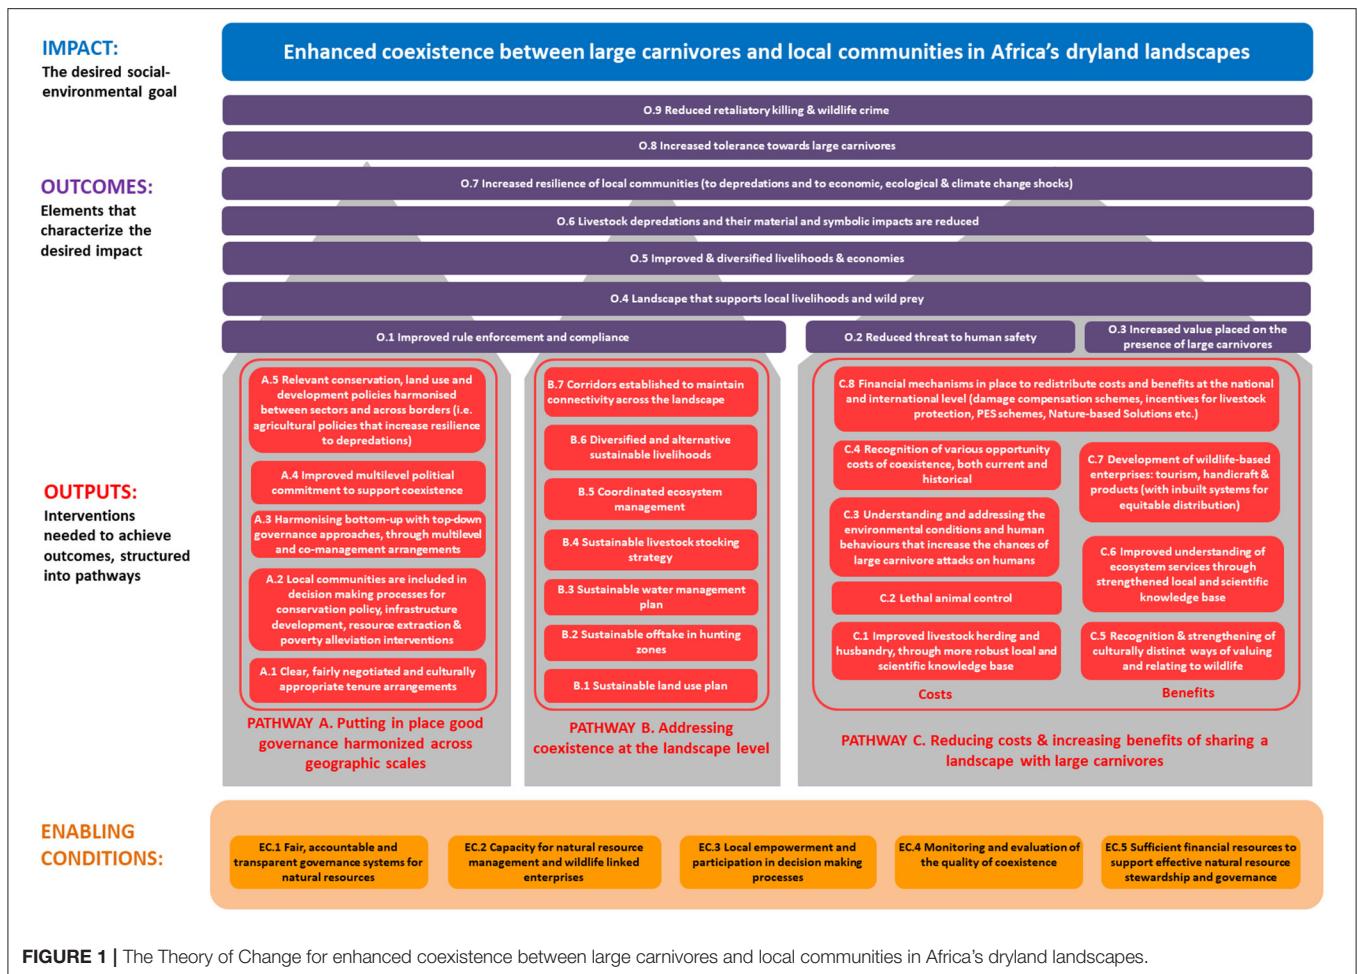 IMPACT:
The desired social-
environmental goal
Enhanced coexistence between large carnivores and local communities in Africa's dryland landscapes
OUTCOMES:
Elements that
characterize the
desired impact
O.9 Reduced retaliatory killing & wildlife crime
O.8 Increased tolerance towards large carnivores
O.7 Increased resilience of local communities (to depredations and to economic, ecological & climate change shocks)
O.6 Livestock depredations and their material and symbolic impacts are reduced
O.5 Improved & diversified livelihoods & economies
O.4 Landscape that supports local livelihoods and wild prey
O.1 Improved rule enforcement and compliance
O.2 Reduced threat to human safety
O.3 Increased value placed on the
presence of large carnivores
OUTPUTS:
Interventions
needed to achieve
outcomes, structured
into pathways
A.5 Relevant conservation, land use and
development policies harmonised
between sectors and across borders (i.e.
agricultural policies that increase resilience
to depredations)
A.4 Improved multilevel political
commitment to support coexistence
A.3 Harmonising bottom-up with top-down
governance approaches, through multilevel
and co-management arrangements
A.2 Local communities are included in
decision making processes for
conservation policy, infrastructure
development, resource extraction &
poverty alleviation interventions
A.1 Clear, fairly negotiated and culturally
appropriate tenure arrangements
PATHWAY A. Putting in place good
governance harmonized across
geographic scales
B.7 Corridors established to maintain
connectivity across the landscape
B.6 Diversified and alternative
sustainable livelihoods
B.5 Coordinated ecosystem
management
B.4 Sustainable livestock stocking
strategy
B.3 Sustainable water management
plan
B.2 Sustainable offtake in hunting
zones
B.1 Sustainable land use plan
PATHWAY B. Addressing
coexistence at the landscape level
C.8 Financial mechanisms in place to redistribute costs and benefits at the national
and international level (damage compensation schemes, incentives for livestock
protection, PES schemes, Nature-based Solutions etc.)
C.4 Recognition of various opportunity
costs of coexistence, both current and
historical
C.3 Understanding and addressing the
environmental conditions and human
behaviours that increase the chances of
large carnivore attacks on humans
C.2 Lethal animal control
C.1 Improved livestock herding and
husbandry, through more robust local and
scientific knowledge base
Costs
C.7 Development of wildlife-based
enterprises: tourism, handicraft &
products (with inbuilt systems for
equitable distribution)
C.6 Improved understanding of
ecosystem services through
strengthened local and scientific
knowledge base
C.5 Recognition & strengthening of
culturally distinct ways of valuing
and relating to wildlife
Benefits
PATHWAY C. Reducing costs & increasing benefits of sharing a
landscape with large carnivores
ENABLING
CONDITIONS:
EC.1 Fair, accountable and
transparent governance systems for
natural resources
EC.2 Capacity for natural resource
management and wildlife linked
enterprises
EC.3 Local empowerment and
participation in decision making
processes
EC.4 Monitoring and evaluation of
the quality of coexistence
EC.5 Sufficient financial resources to
support effective natural resource
stewardship and governance
FIGURE 1 | The Theory of Change for enhanced coexistence between large carnivores and local communities in Africa's dryland landscapes.